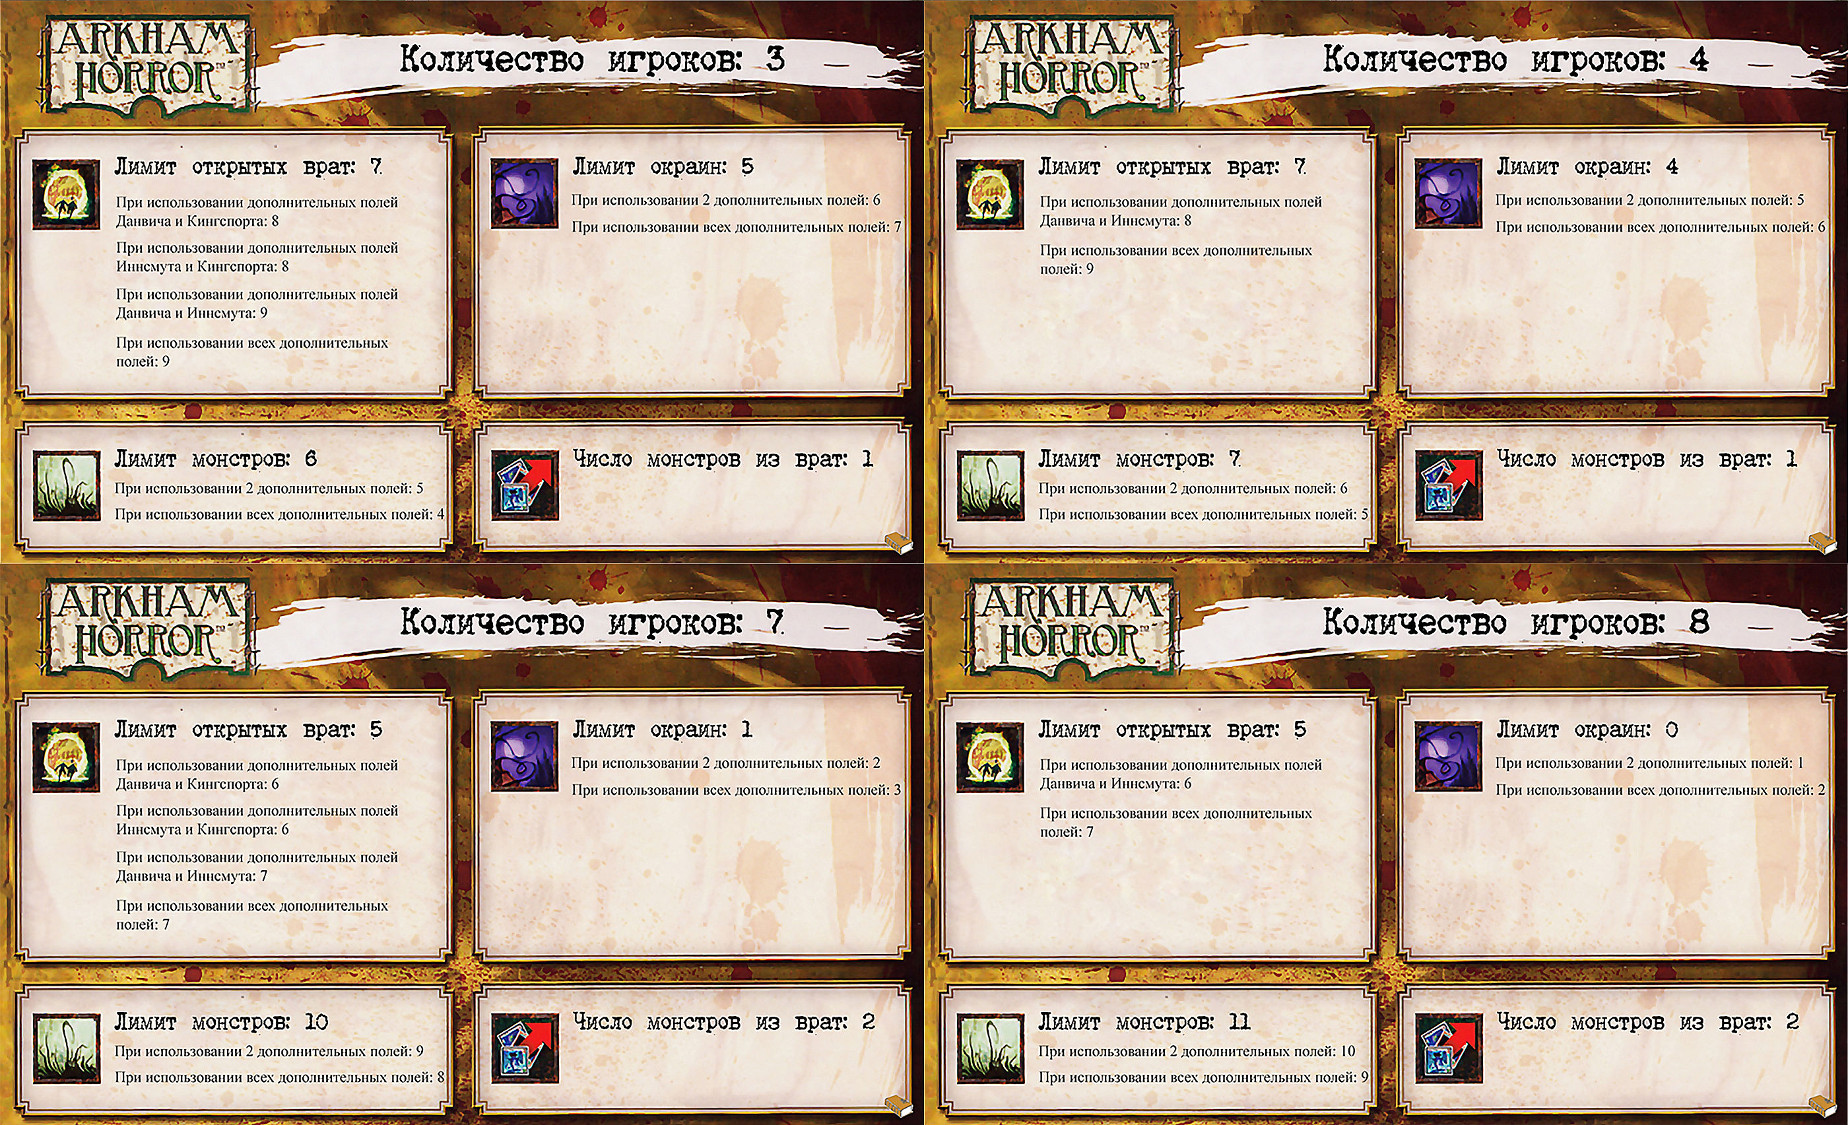 ARKHAM
HORROR™
Количество игроков: 3
Лимит открытых врат: 7
При использовании дополнительных полей
Данвича и Кингспорта: 8
При использовании дополнительных полей
Иннсмута и Кингспорта: 8
При использовании дополнительных полей
Данвича и Иннсмута: 9
При использовании всех дополнительных
полей: 9
Лимит окраин: 5
При использовании 2 дополнительных полей: 6
При использовании всех дополнительных полей: 7
Лимит монстров: 6
При использовании 2 дополнительных полей: 5
При использовании всех дополнительных полей: 4
Число монстров из врат: 1
ARKHAM
HORROR™
Количество игроков: 4
Лимит открытых врат: 7
При использовании дополнительных полей
Данвича и Иннсмута: 8
При использовании всех дополнительных
полей: 9
Лимит окраин: 4
При использовании 2 дополнительных полей: 5
При использовании всех дополнительных полей: 6
Лимит монстров: 7
При использовании 2 дополнительных полей: 6
При использовании всех дополнительных полей: 5
Число монстров из врат: 1
ARKHAM
HORROR™
Количество игроков: 7
Лимит открытых врат: 5
При использовании дополнительных полей
Данвича и Кингспорта: 6
При использовании дополнительных полей
Иннсмута и Кингспорта: 6
При использовании дополнительных полей
Данвича и Иннсмута: 7
При использовании всех дополнительных
полей: 7
Лимит окраин: 1
При использовании 2 дополнительных полей: 2
При использовании всех дополнительных полей: 3
Лимит монстров: 10
При использовании 2 дополнительных полей: 9
При использовании всех дополнительных полей: 8
Число монстров из врат: 2
ARKHAM
HORROR™
Количество игроков: 8
Лимит открытых врат: 5
При использовании дополнительных полей
Данвича и Иннсмута: 6
При использовании всех дополнительных
полей: 7
Лимит окраин: 0
При использовании 2 дополнительных полей: 1
При использовании всех дополнительных полей: 2
Лимит монстров: 11
При использовании 2 дополнительных полей: 10
При использовании всех дополнительных полей: 9
Число монстров из врат: 2